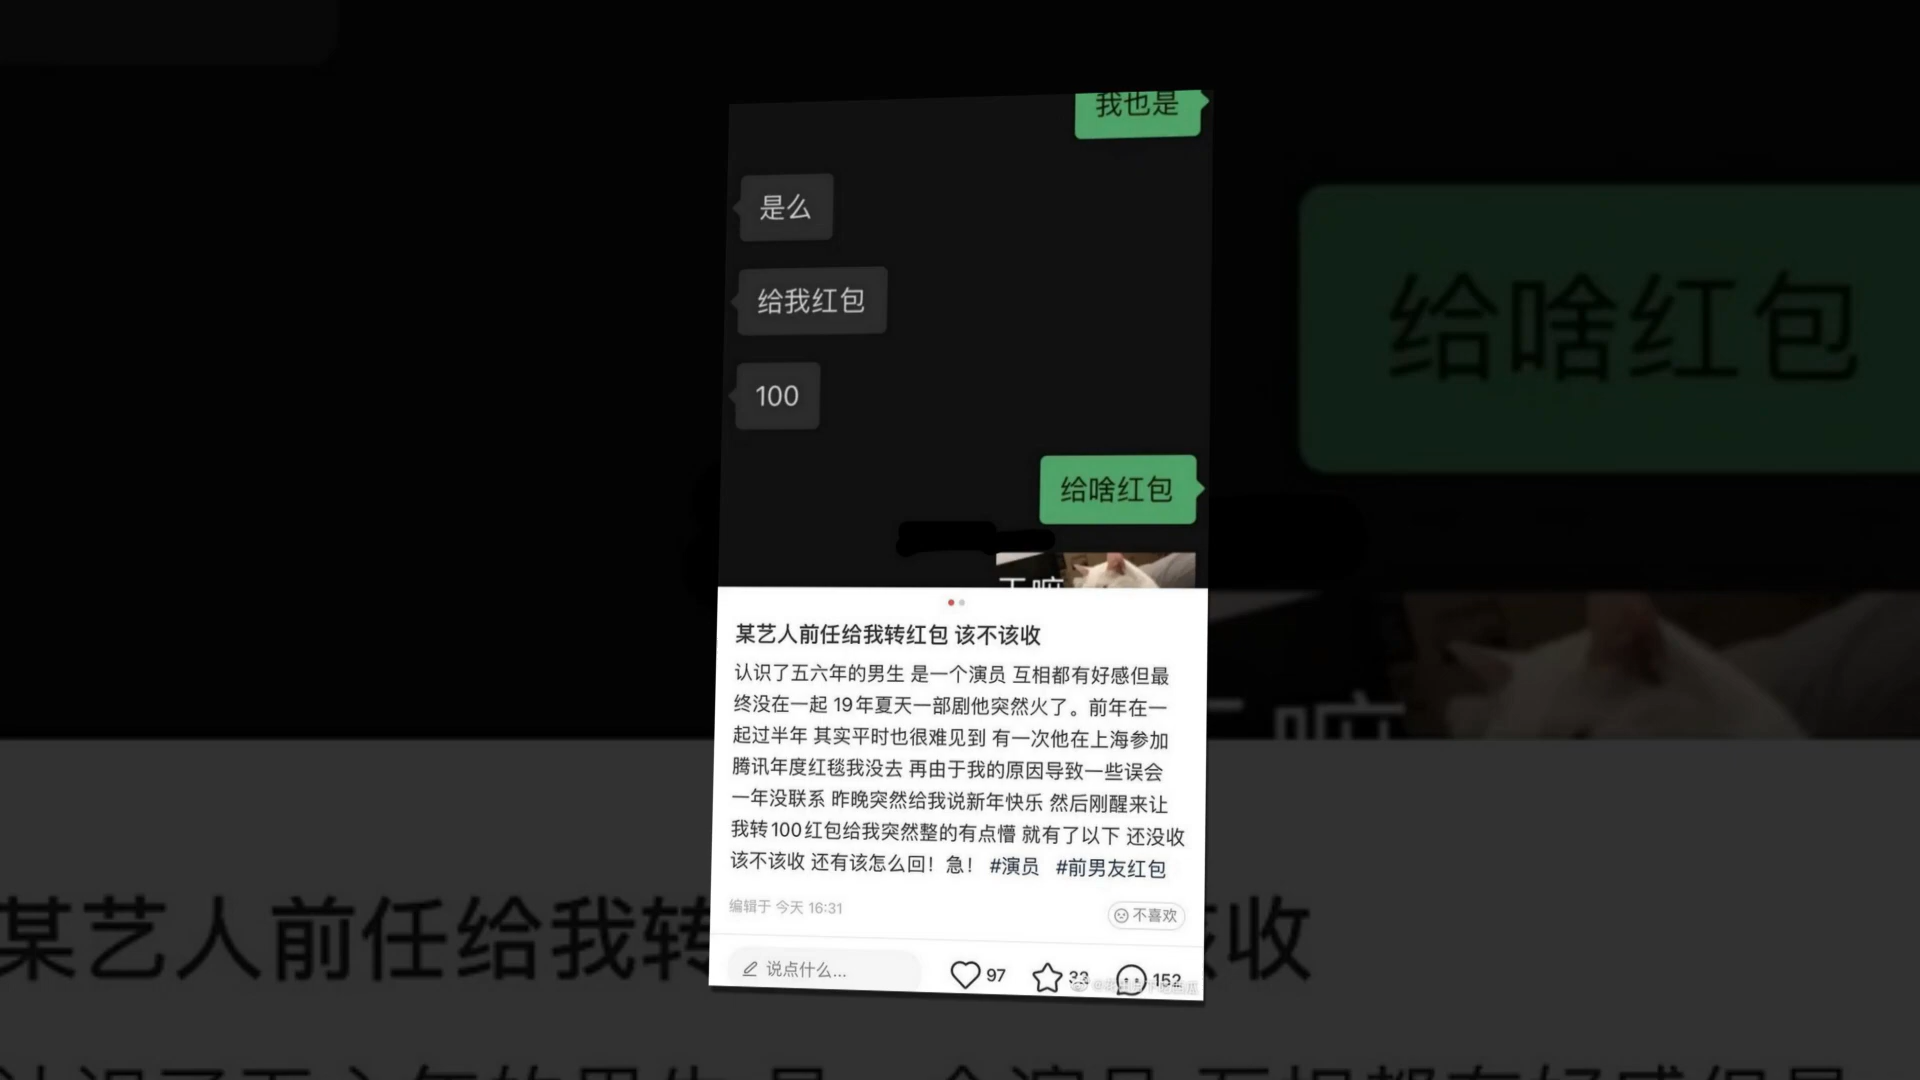 我也是
是么
给我红包
100
给啥红包
给啥红包
某艺人前任给我转红包 该不该收
认识了五六年的男生 是一个演员 互相都有好感但最
终没在一起 19年夏天一部剧他突然火了。前年在一
起过半年 其实平时也很难见到 有一次他在上海参加
腾讯年度红毯我没去 再由于我的原因导致一些误会
一年没联系 昨晚突然给我说新年快乐 然后刚醒来让
我转100红包给我突然整的有点懵 就有了以下 还没收
该不该收 还有该怎么回！急！ #演员 #前男友红包
编辑于 今天 16:31
不喜欢
说点什么...
97
33
152
某艺人前任给我转
该收